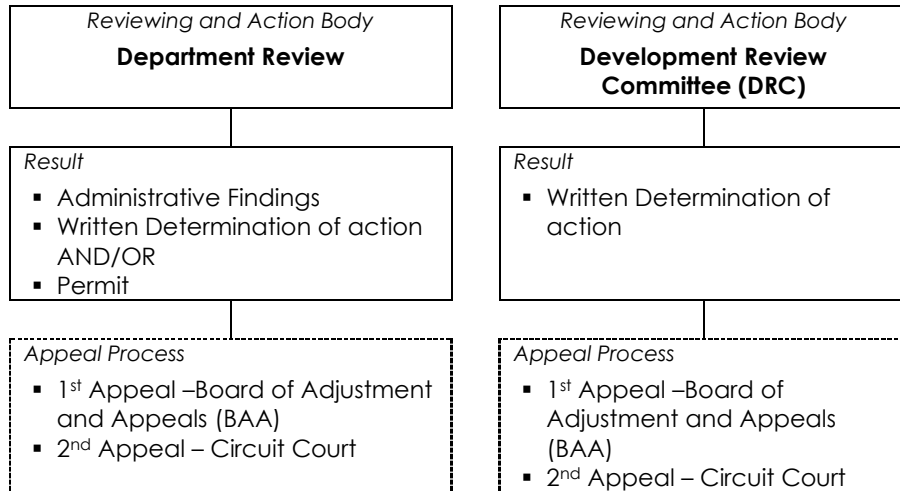 Reviewing and Action Body
Department Review
Result
▪ Administrative Findings
▪ Written Determination of action
AND/OR
▪ Permit
Appeal Process
▪ 1st Appeal –Board of Adjustment
and Appeals (BAA)
▪ 2nd Appeal – Circuit Court
Reviewing and Action Body
Development Review
Committee (DRC)
Result
▪ Written Determination of
action
Appeal Process
▪ 1st Appeal –Board of
Adjustment and Appeals
(BAA)
▪ 2nd Appeal – Circuit Court